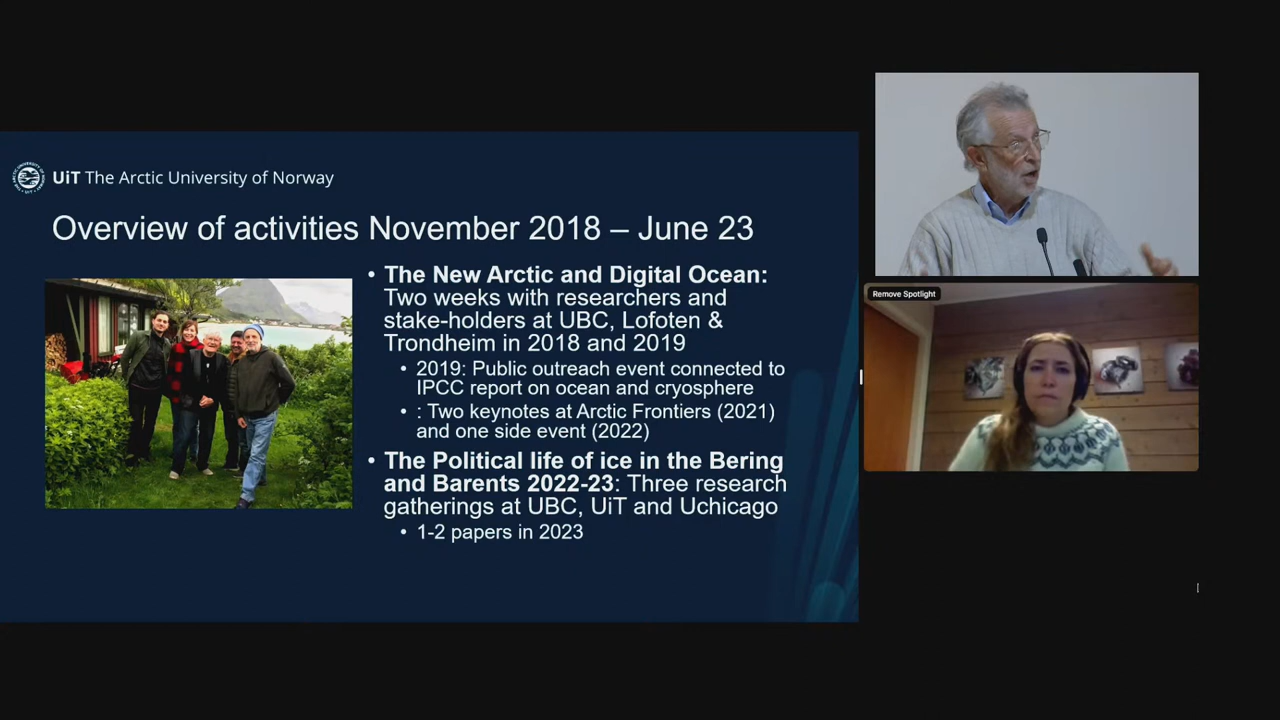 UiT The Arctic University of Norway
Overview of activities November 2018 – June 23
• The New Arctic and Digital Ocean:
Two weeks with researchers and
stake-holders at UBC, Lofoten &
Trondheim in 2018 and 2019
• 2019: Public outreach event connected to
IPCC report on ocean and cryosphere
• : Two keynotes at Arctic Frontiers (2021)
and one side event (2022)
• The Political life of ice in the Bering
and Barents 2022-23: Three research
gatherings at UBC, UiT and Uchicago
• 1-2 papers in 2023
Remove Spotlight